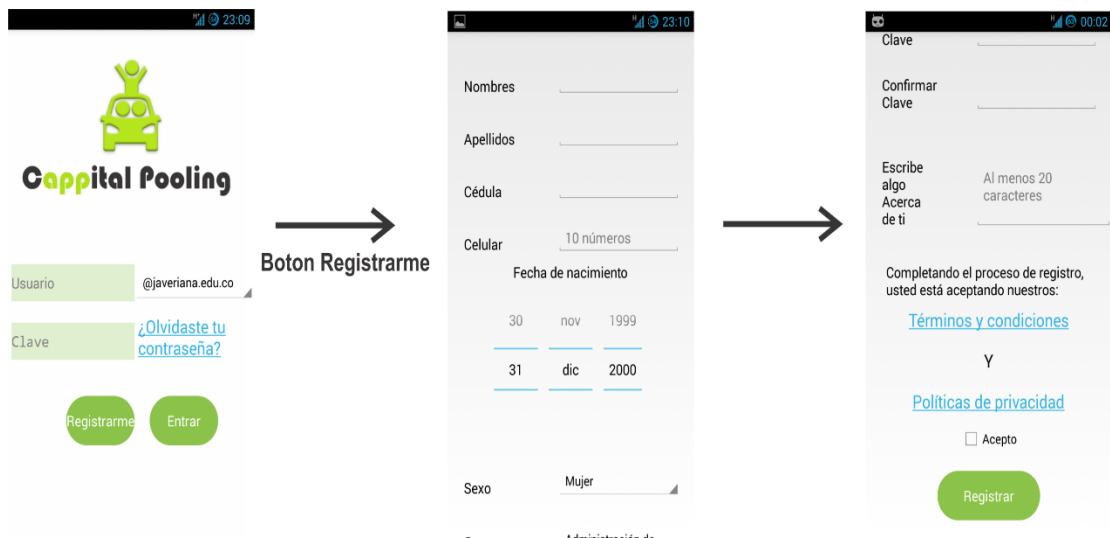 23:09
Cappital Pooling
Usuario
@javeriana.edu.co
Clave
¿Olvidaste tu
contraseña?
Registrarme
Entrar
Boton Registrarme
23:10
Nombres
Apellidos
Cédula
Celular
10 números
Fecha de nacimiento
30 nov 1999
31 dic 2000
Sexo
Mujer
Administración de
00:02
Clave
Confirmar
Clave
Escribe
algo
Acerca
de ti
Al menos 20
caracteres
Completando el proceso de registro,
usted está aceptando nuestros:
Términos y condiciones
Y
Políticas de privacidad
Acepto
Registrar